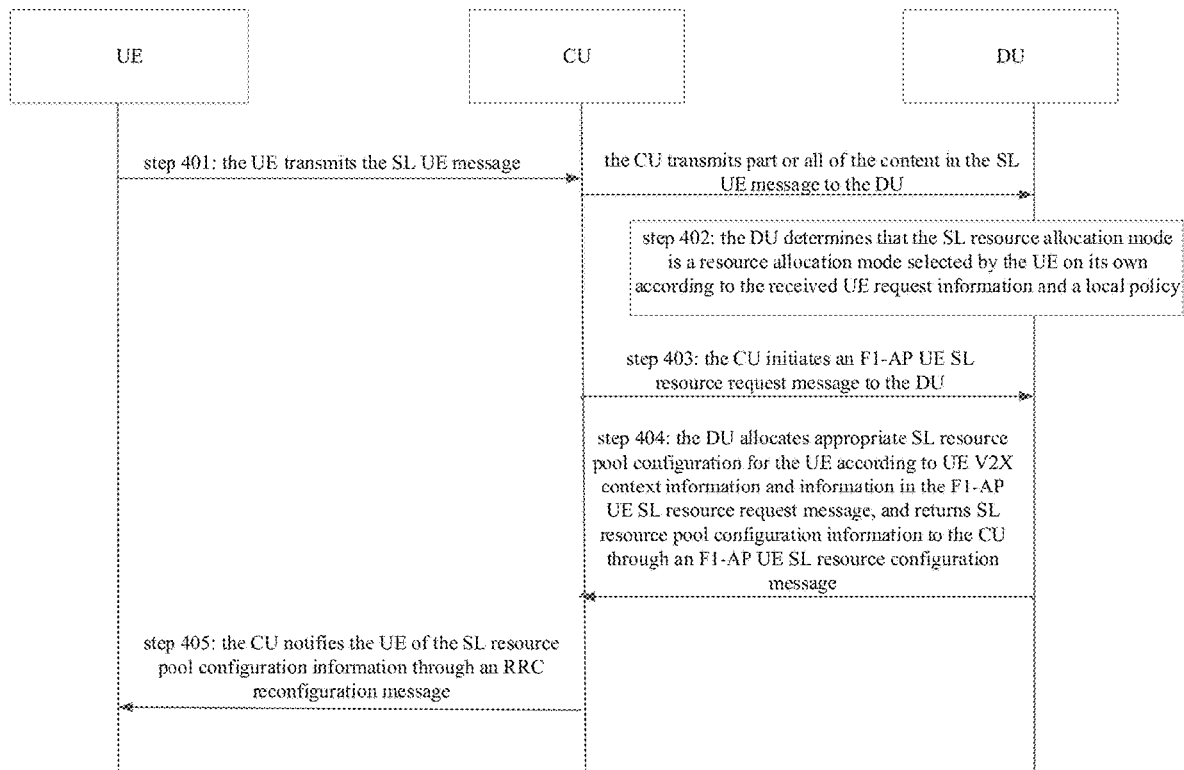 UE
CU
DU
step 401: the UE transmits the SL UE message
the CU transmits part or all of the content in the SL
UE message to the DU
step 402: the DU determines that the SL resource allocation mode
is a resource allocation mode selected by the UE on its own
according to the received UE request information and a local policy
step 403: the CU initiates an F1-AP UE SL
resource request message to the DU
step 404: the DU allocates appropriate SL resource
pool configuration for the UE according to UE V2X
context information and information in the F1-AP
UE SL resource request message, and returns SL
resource pool configuration information to the CU
through an F1-AP UE SL resource configuration
message
step 405: the CU notifies the UE of the SL resource
pool configuration information through an RRC
reconfiguration message